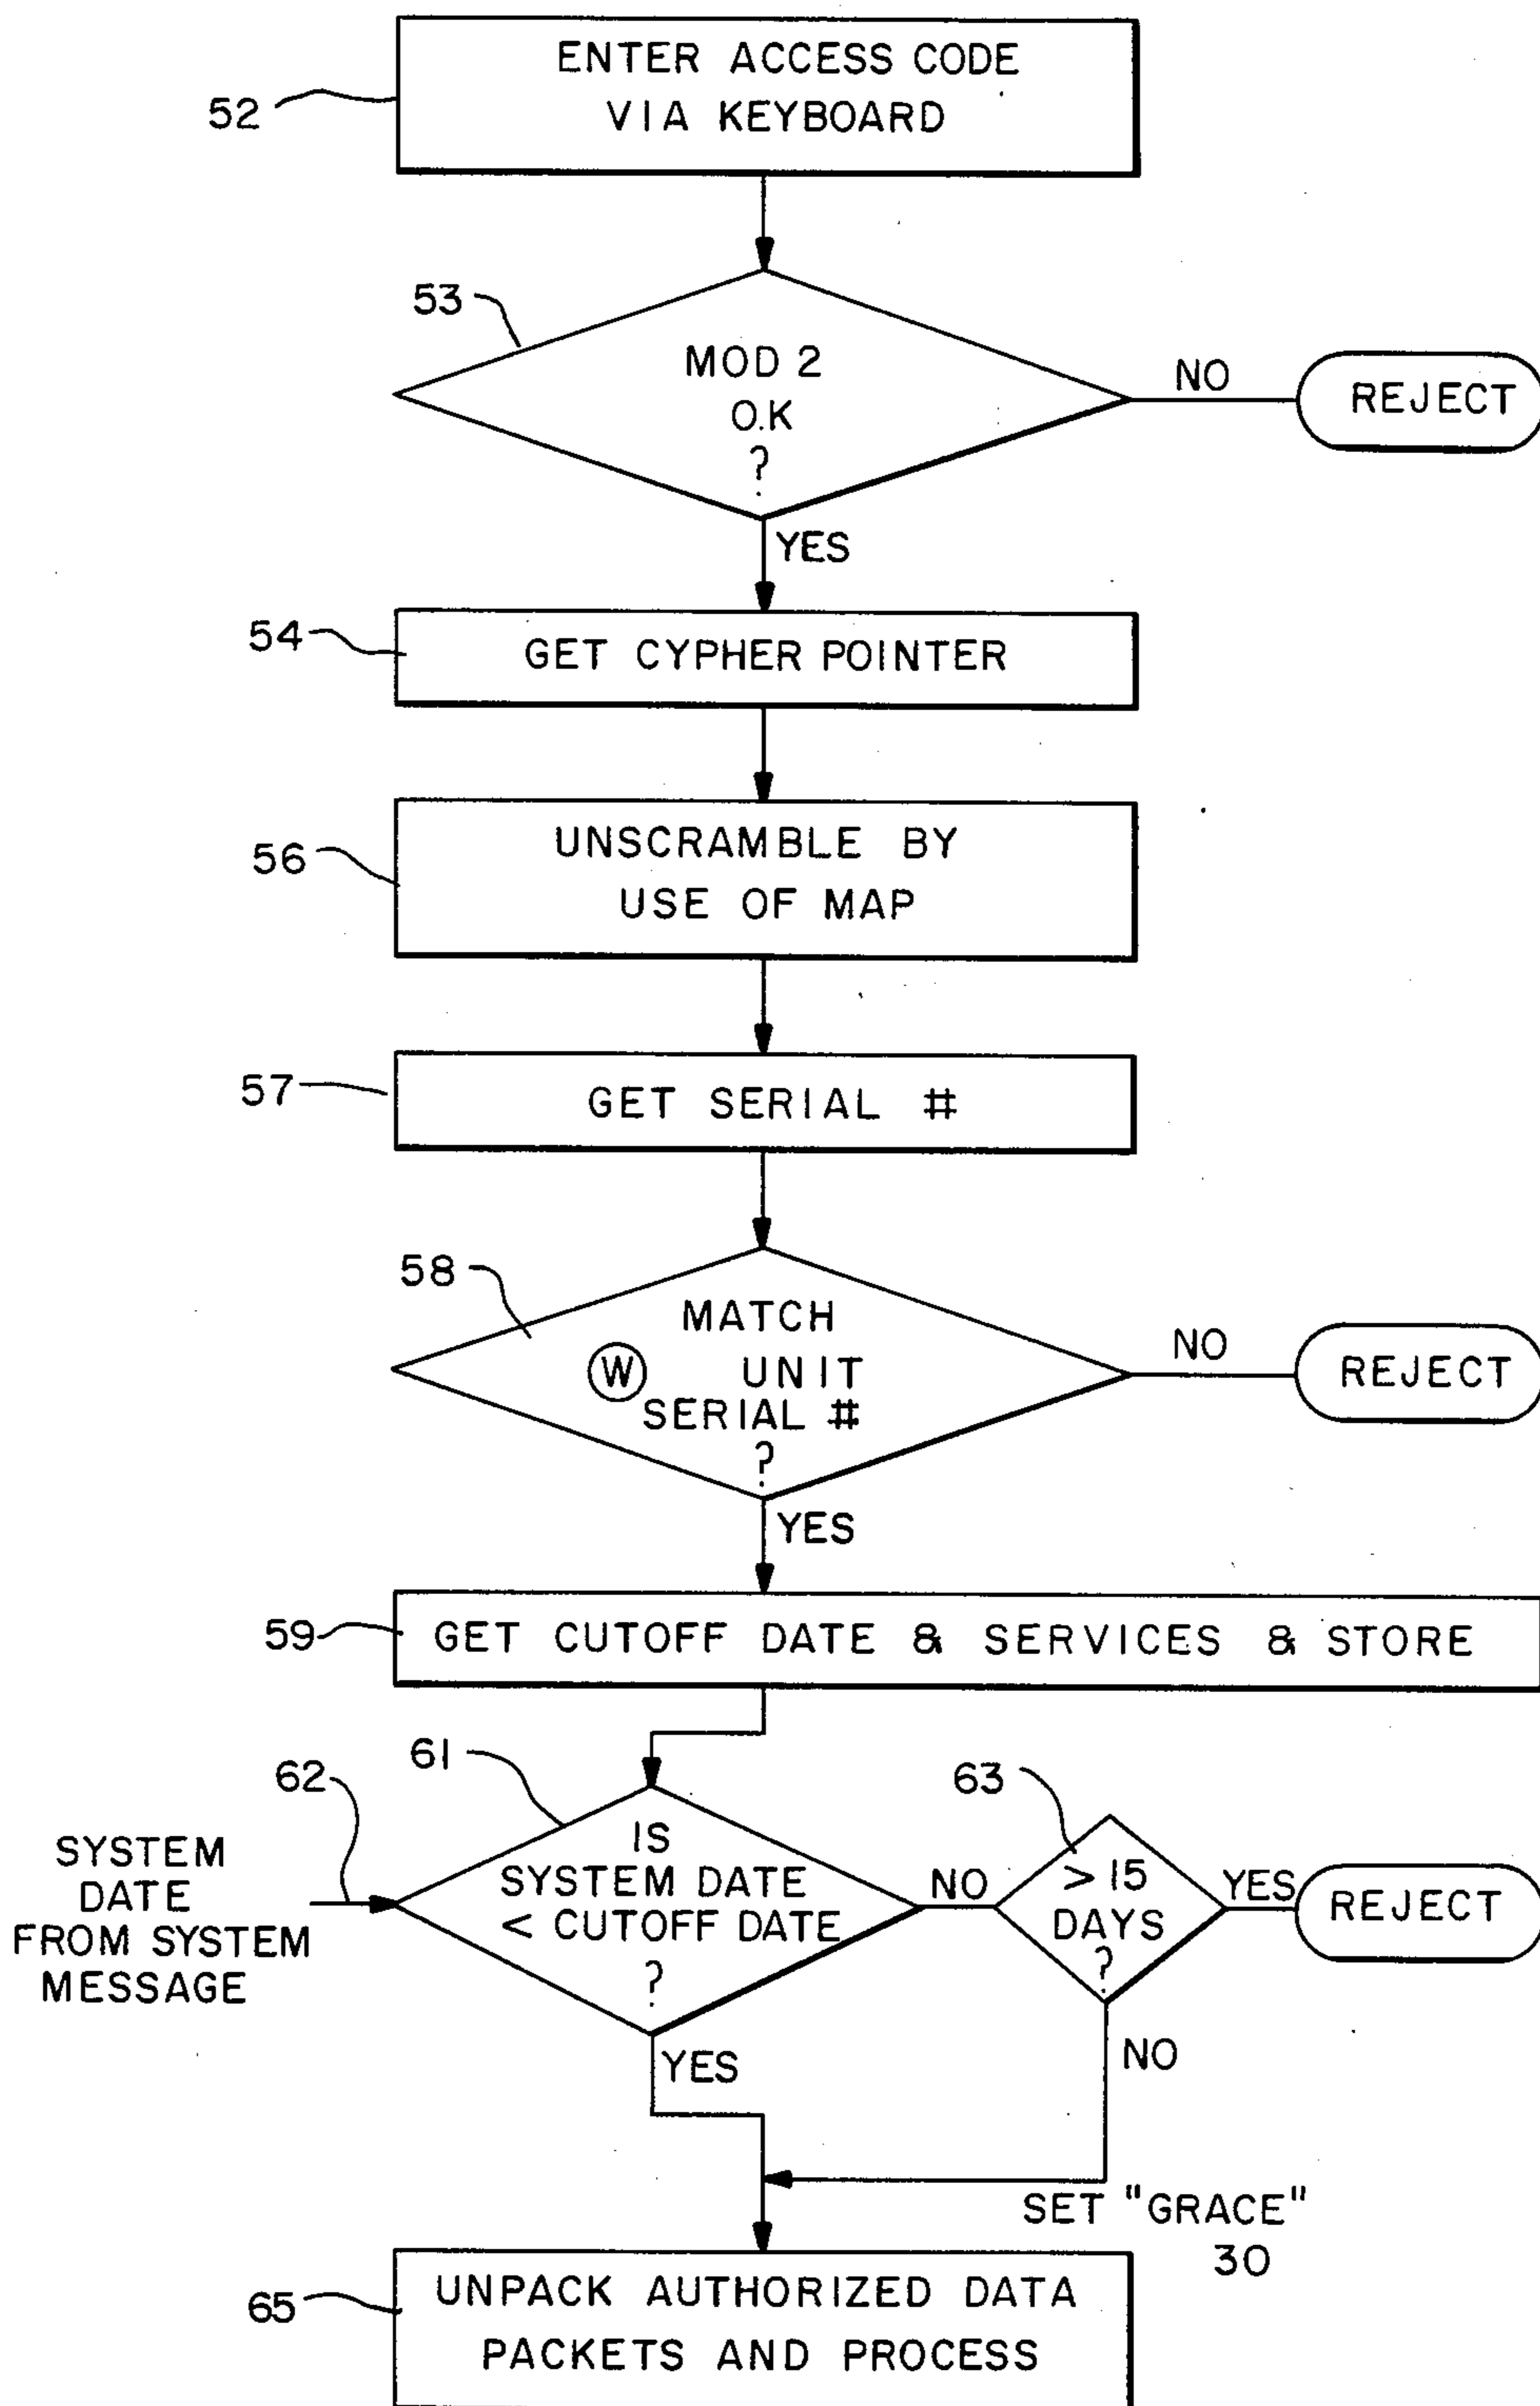 ENTER ACCESS CODE
VIA KEYBOARD
52
53
MOD 2
O.K
?
NO
REJECT
YES
54
GET CYPHER POINTER
56
UNSCRAMBLE BY
USE OF MAP
57
GET SERIAL #
58
MATCH
W UNIT
SERIAL #
?
NO
REJECT
YES
59
GET CUTOFF DATE & SERVICES & STORE
61
62
63
SYSTEM
DATE
FROM SYSTEM
MESSAGE
IS
SYSTEM DATE
< CUTOFF DATE
?
NO
> 15
DAYS
?
YES
REJECT
YES
NO
SET "GRACE"
30
65
UNPACK AUTHORIZED DATA
PACKETS AND PROCESS